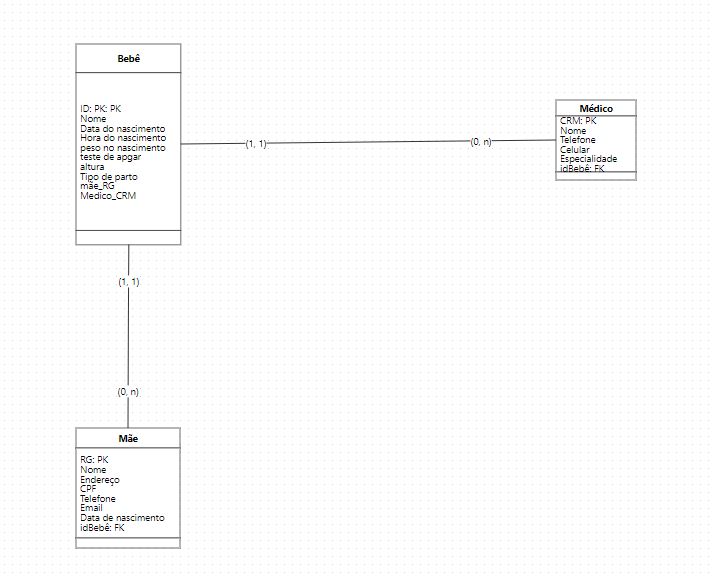 Bebê
ID: PK: PK
Nome
Data do nascimento
Hora do nascimento
peso no nascimento
teste de apgar
altura
Tipo de parto
mãe_RG
Medico_CRM
(1, 1)
(0, n)
Médico
CRM: PK
Nome
Telefone
Celular
Especialidade
idBebê: FK
(1, 1)
(0, n)
Mãe
RG: PK
Nome
Endereço
CPF
Telefone
Email
Data de nascimento
idBebê: FK